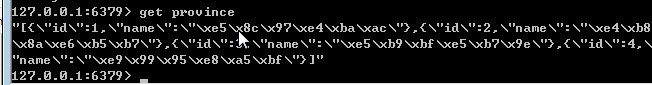 127.0.0.1:6379> get province
"[{\"id\":1,\"name\":\"\xe5\x8c\x97\xe4\xba\xac\"},{\"id\":2,\"name\":\"\xe4\xb8
\x8a\xe6\xb5\xb7\"},{\"id\":3,\"name\":\"\xe5\xb9\xbf\xe5\xb7\x9e\"},{\"id\":4,\
"name\":\"\xe9\x99\x95\xe8\xa5\xbf\"}]"
127.0.0.1:6379>